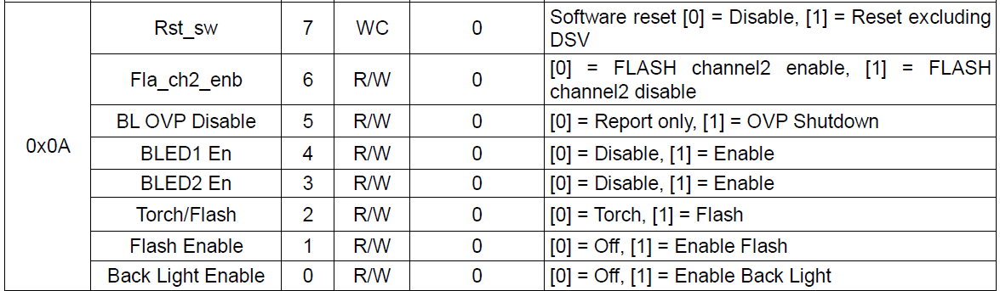 Rst_sw 7 WC 0 Software reset [0] = Disable, [1] = Reset excluding
DSV
Fla_ch2_enb 6 R/W 0 [0] = FLASH channel2 enable, [1] = FLASH
channel2 disable
BL OVP Disable 5 R/W 0 [0] = Report only, [1] = OVP Shutdown
0x0A BLED1 En 4 R/W 0 [0] = Disable, [1] = Enable
BLED2 En 3 R/W 0 [0] = Disable, [1] = Enable
Torch/Flash 2 R/W 0 [0] = Torch, [1] = Flash
Flash Enable 1 R/W 0 [0] = Off, [1] = Enable Flash
Back Light Enable 0 R/W 0 [0] = Off, [1] = Enable Back Light